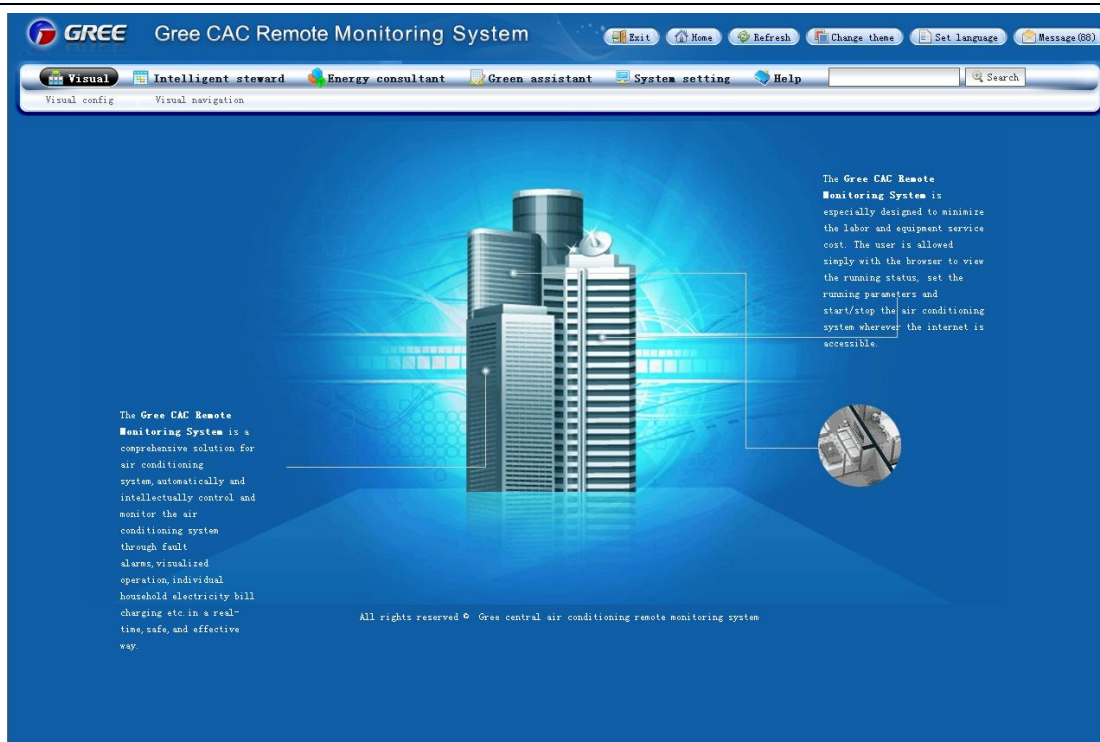 GREE Gree CAC Remote Monitoring System
Exit Home Refresh Change theme Set language Message(88)
Visual Intelligent steward Energy consultant Green assistant System setting Help Search
Visual config Visual navigation
The Gree CAC Remote
Monitoring System is
especially designed to minimize
the labor and equipment service
cost. The user is allowed
simply with the browser to view
the running status, set the
running parameters and
start/stop the air conditioning
system wherever the internet is
accessible.
The Gree CAC Remote
Monitoring System is a
comprehensive solution for
air conditioning
system,automatically and
intellectually control and
monitor the air
conditioning system
through fault
alarms,visualized
operation,individual
household electricity bill
charging etc.in a real-
time,safe,and effective
way.
All rights reserved © Gree central air conditioning remote monitoring system